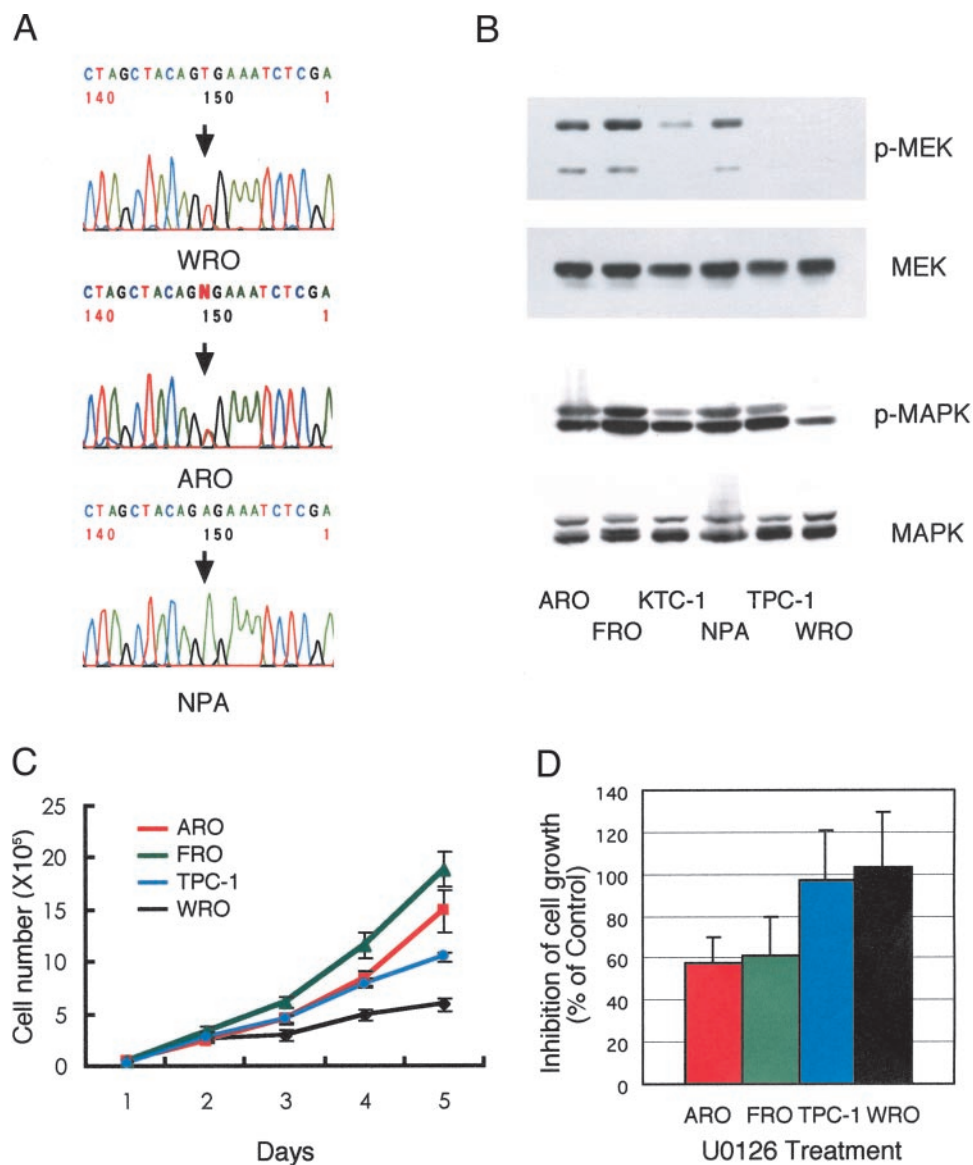 A
CTAGCTACAGTGAAATCTCGA
140 150 1
WRO
CTAGCTACAGNGAAATCTCGA
140 150 1
ARO
CTAGCTACAGAGAAATCTCGA
140 150 1
NPA
B
p-MEK
MEK
p-MAPK
MAPK
ARO KTC-1 TPC-1
FRO NPA WRO
C
Cell number (X10⁵)
25
20
15
10
5
0
ARO
FRO
TPC-1
WRO
1 2 3 4 5
Days
D
Inhibition of cell growth
(% of Control)
140
120
100
80
60
40
20
0
ARO FRO TPC-1 WRO
U0126 Treatment